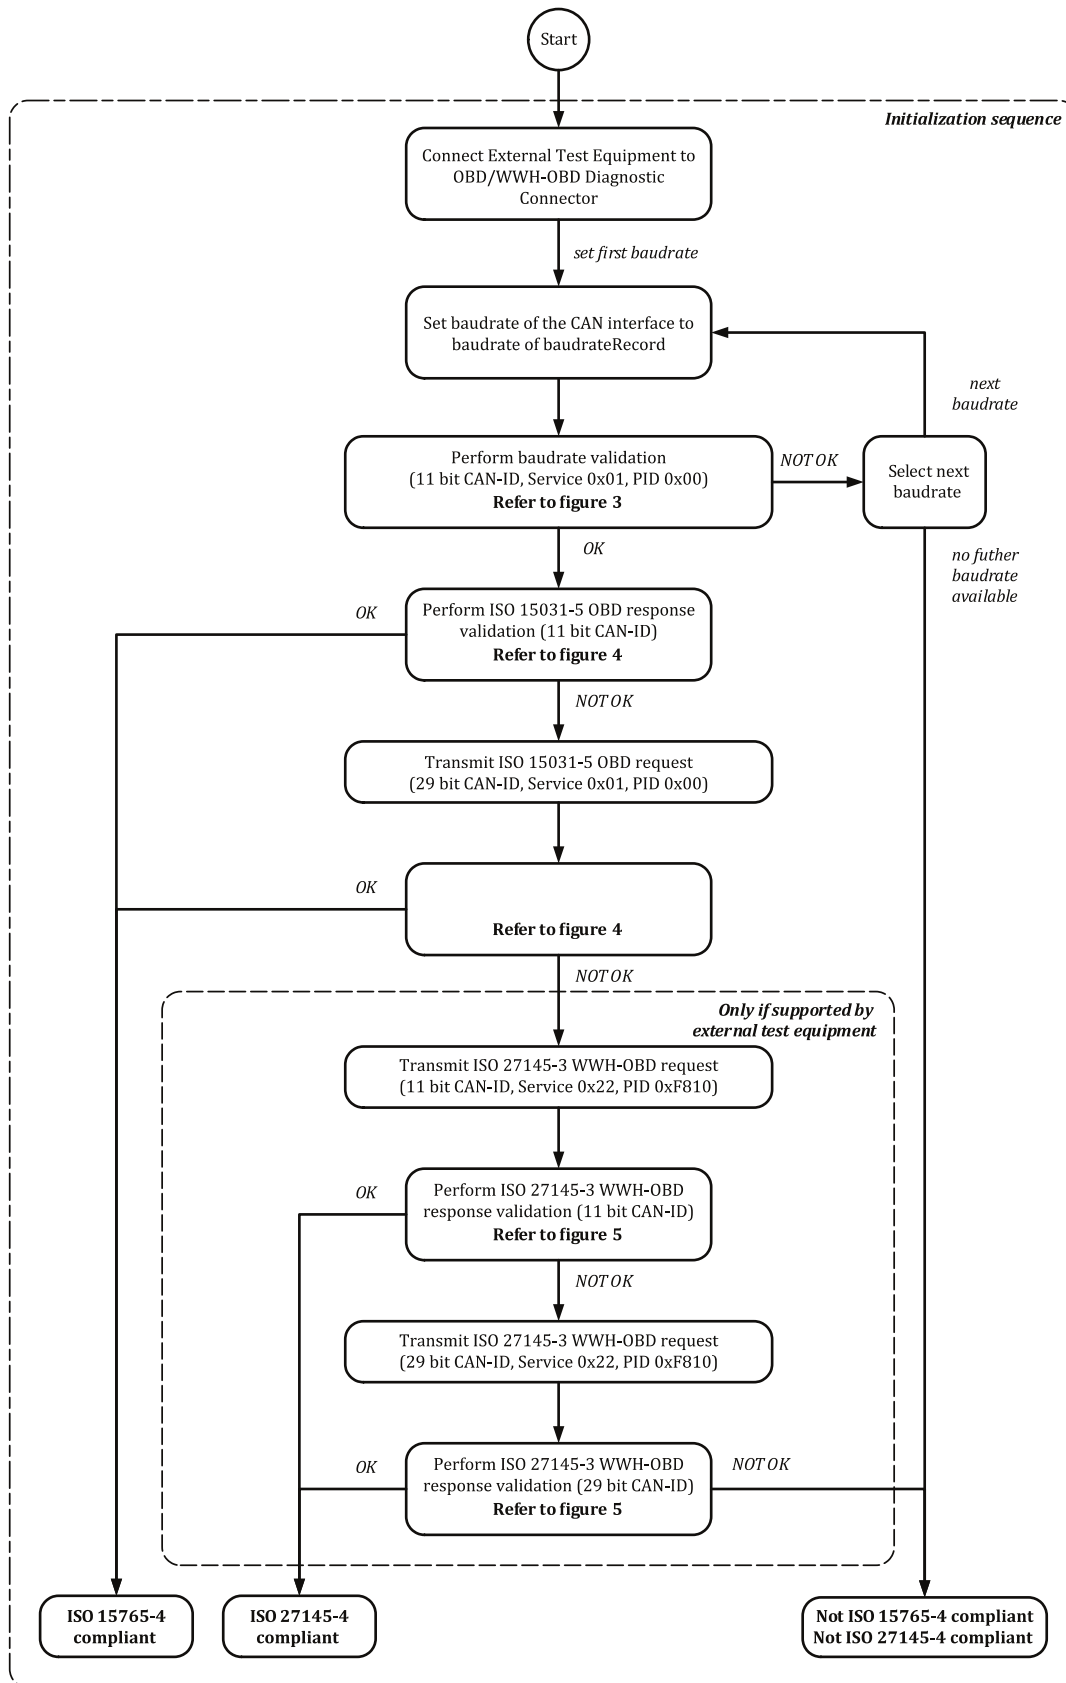 Start
Initialization sequence
Connect External Test Equipment to
OBD/WWH-OBD Diagnostic
Connector
set first baudrate
Set baudrate of the CAN interface to
baudrate of baudrateRecord
next
baudrate
Perform baudrate validation
(11 bit CAN-ID, Service 0x01, PID 0x00)
Refer to figure 3
NOT OK
Select next
baudrate
OK
no futher
baudrate
available
OK
Perform ISO 15031-5 OBD response
validation (11 bit CAN-ID)
Refer to figure 4
NOT OK
Transmit ISO 15031-5 OBD request
(29 bit CAN-ID, Service 0x01, PID 0x00)
OK
Refer to figure 4
NOT OK
Only if supported by
external test equipment
Transmit ISO 27145-3 WWH-OBD request
(11 bit CAN-ID, Service 0x22, PID 0xF810)
OK
Perform ISO 27145-3 WWH-OBD
response validation (11 bit CAN-ID)
Refer to figure 5
NOT OK
Transmit ISO 27145-3 WWH-OBD request
(29 bit CAN-ID, Service 0x22, PID 0xF810)
OK
Perform ISO 27145-3 WWH-OBD
response validation (29 bit CAN-ID)
Refer to figure 5
NOT OK
ISO 15765-4
compliant
ISO 27145-4
compliant
Not ISO 15765-4 compliant
Not ISO 27145-4 compliant